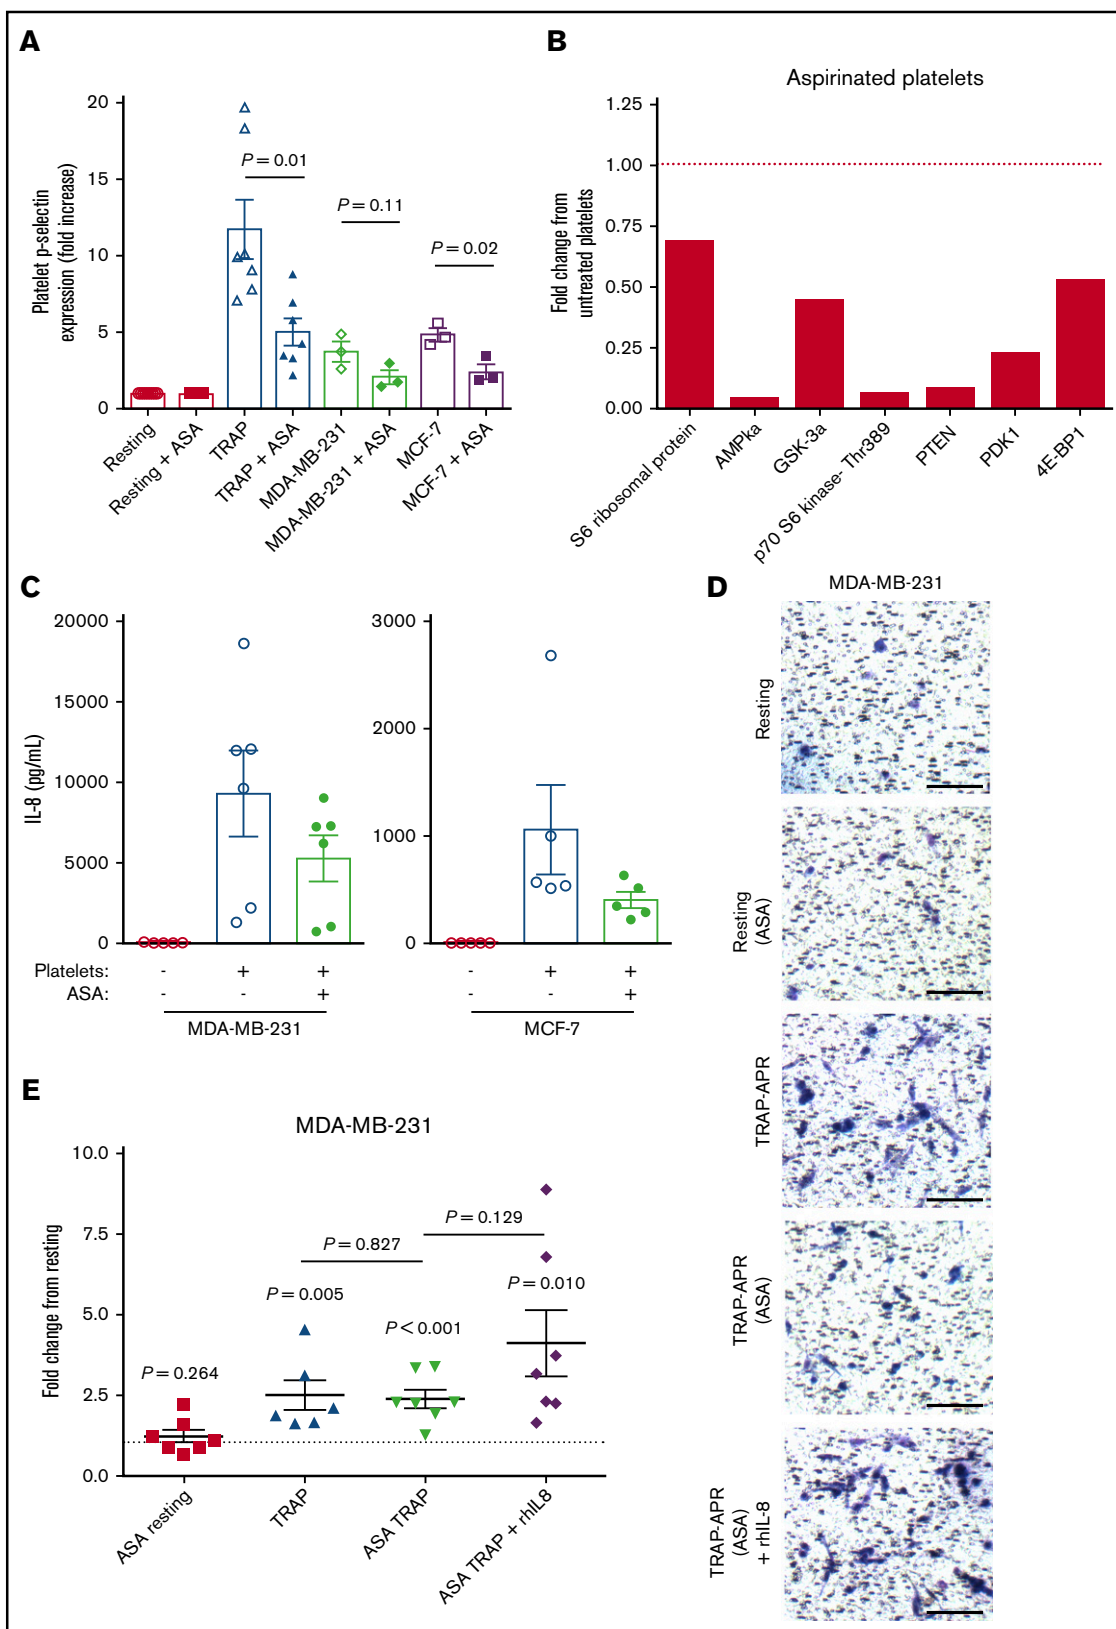 A
Platelet p-selectin
expression (fold increase)
20
15
10
5
0
P = 0.01
P = 0.11
P = 0.02
Resting
Resting + ASA
TRAP
TRAP + ASA
MDA-MB-231
MDA-MB-231 + ASA
MCF-7
MCF-7 + ASA
B
Aspirinated platelets
Fold change from
untreated platelets
1.25
1.00
0.75
0.50
0.25
0.00
S6 ribosomal protein
AMPka
GSK-3a
p70 S6 kinase- Thr389
PTEN
PDK1
4E-BP1
C
IL-8 (pg/mL)
20000
15000
10000
5000
0
3000
2000
1000
0
Platelets: - + + - + +
ASA: - - + - - +
MDA-MB-231
MCF-7
D
MDA-MB-231
Resting
Resting
(ASA)
TRAP-APR
TRAP-APR
(ASA)
TRAP-APR
(ASA)
+ rhIL-8
E
MDA-MB-231
Fold change from resting
10.0
7.5
5.0
2.5
0.0
P = 0.129
P = 0.827
P = 0.010
P = 0.005
P < 0.001
P = 0.264
ASA resting
TRAP
ASA TRAP
ASA TRAP + rhIL8